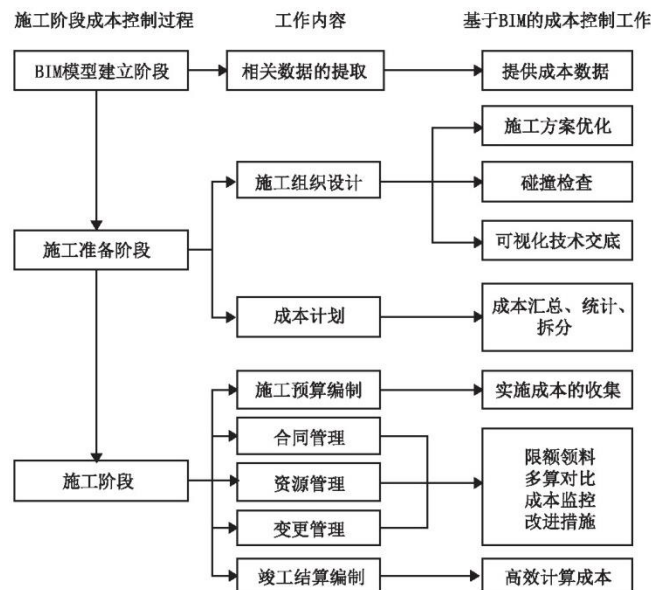 施工阶段成本控制过程
工作内容
基于BIM的成本控制工作
BIM模型建立阶段
相关数据的提取
提供成本数据
施工方案优化
施工组织设计
碰撞检查
施工准备阶段
可视化技术交底
成本计划
成本汇总、统计、
拆分
施工预算编制
实施成本的收集
合同管理
限额领料
多算对比
成本监控
改进措施
施工阶段
资源管理
变更管理
竣工结算编制
高效计算成本